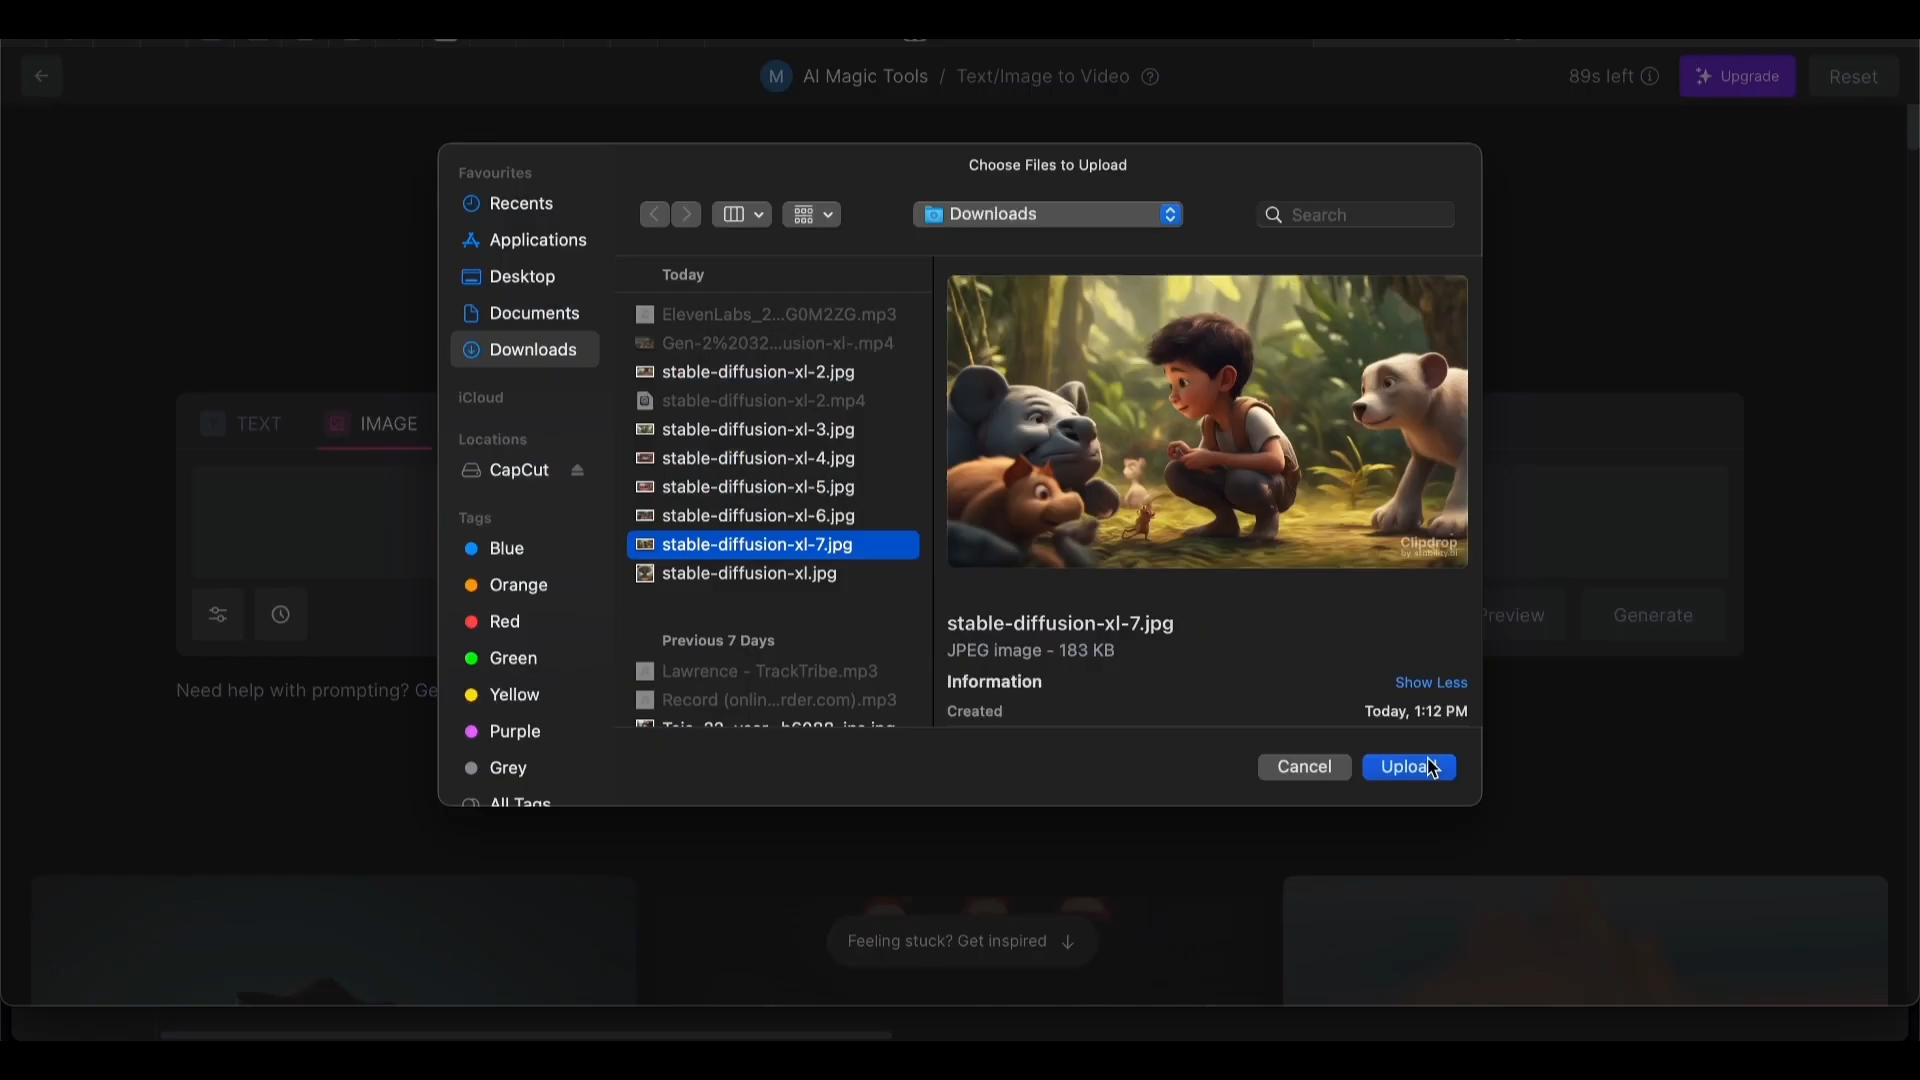 M AI Magic Tools / Text/Image to Video
89s left
Upgrade
Reset
Choose Files to Upload
Favourites
Recents
Applications
Desktop
Documents
Downloads
iCloud
Locations
CapCut
Tags
Blue
Orange
Red
Green
Yellow
Purple
Grey
All Tags
Downloads
Search
Today
ElevenLabs_2...G0M2ZG.mp3
Gen-2%2032...usion-xl-.mp4
stable-diffusion-xl-2.jpg
stable-diffusion-xl-2.mp4
stable-diffusion-xl-3.jpg
stable-diffusion-xl-4.jpg
stable-diffusion-xl-5.jpg
stable-diffusion-xl-6.jpg
stable-diffusion-xl-7.jpg
stable-diffusion-xl.jpg
Previous 7 Days
Lawrence - TrackTribe.mp3
Record (onlin...rder.com).mp3
Clipdrop
by stability.ai
stable-diffusion-xl-7.jpg
JPEG image - 183 KB
Information
Show Less
Created
Today, 1:12 PM
Cancel
Upload
TEXT
IMAGE
Need help with prompting?
Preview
Generate
Feeling stuck? Get inspired